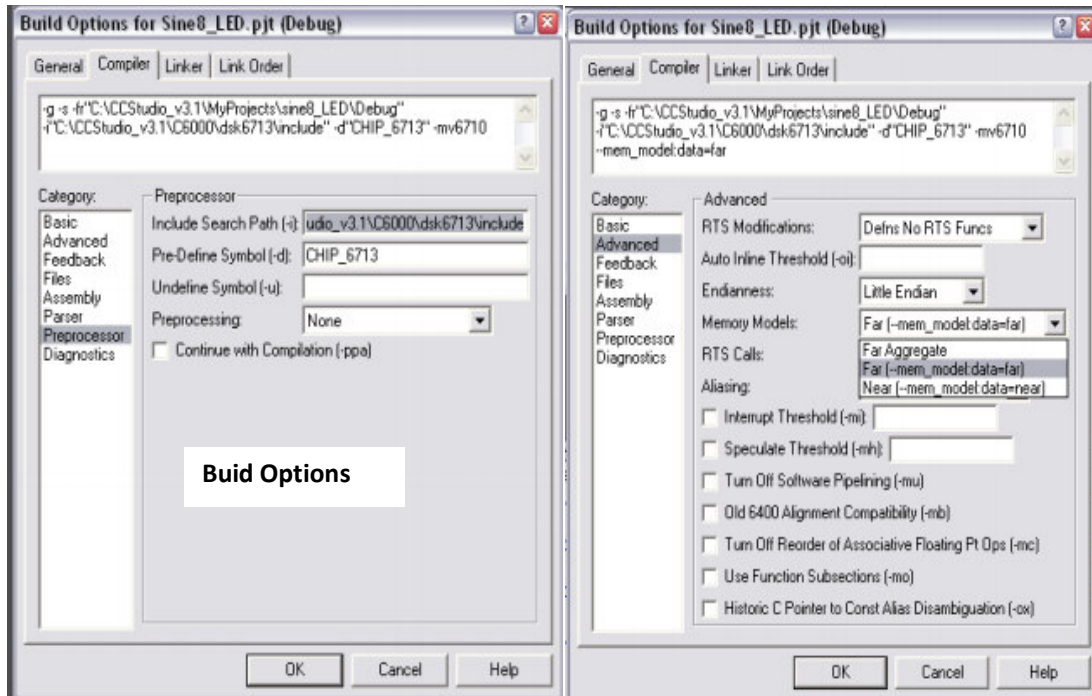 Build Options for Sine8_LED.pjt (Debug)
General Compiler Linker Link Order
-g -s -fr"C:\CCStudio_v3.1\MyProjects\sine8_LED\Debug"
-i"C:\CCStudio_v3.1\C6000\dsk6713\include" -d"CHIP_6713" -mv6710
Category:
Basic
Advanced
Feedback
Files
Assembly
Parser
Preprocessor
Diagnostics
Preprocessor
Include Search Path (-i): udio_v3.1\C6000\dsk6713\include
Pre-Define Symbol (-d): CHIP_6713
Undefine Symbol (-u):
Preprocessing: None
Continue with Compilation (-ppa)
Buid Options
OK Cancel Help
Build Options for Sine8_LED.pjt (Debug)
General Compiler Linker Link Order
-g -s -fr"C:\CCStudio_v3.1\MyProjects\sine8_LED\Debug"
-i"C:\CCStudio_v3.1\C6000\dsk6713\include" -d"CHIP_6713" -mv6710
--mem_model:data=far
Category:
Basic
Advanced
Feedback
Files
Assembly
Parser
Preprocessor
Diagnostics
Advanced
RTS Modifications: Defns No RTS Funcs
Auto Inline Threshold (-oi):
Endianness: Little Endian
Memory Models: Far (--mem_model:data=far)
RTS Calls:
Far Aggregate
Far (--mem_model:data=far)
Near (--mem_model:data=near)
Aliasing:
Interrupt Threshold (-mi):
Speculate Threshold (-mh):
Turn Off Software Pipelining (-mu)
Old 6400 Alignment Compatibility (-mb)
Turn Off Reorder of Associative Floating Pt Ops (-mc)
Use Function Subsections (-mo)
Historic C Pointer to Const Alias Disambiguation (-ox)
OK Cancel Help